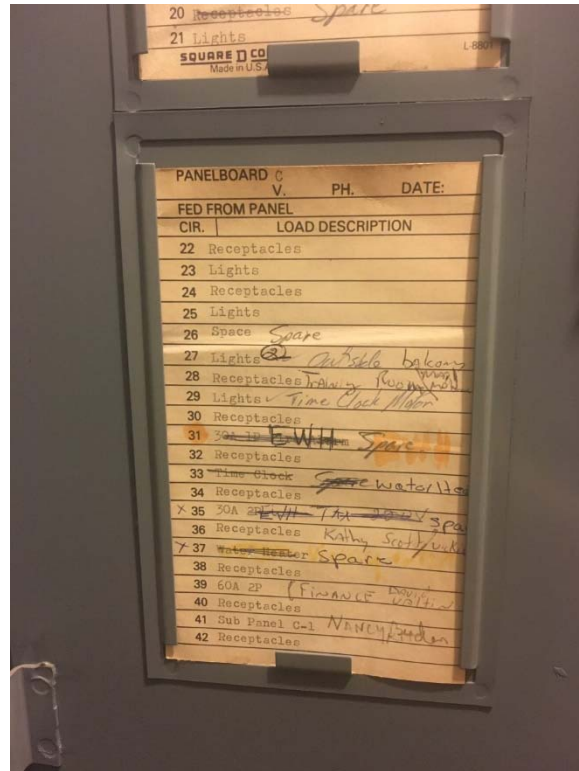 20 Receptacles Spare
21 Lights
SQUARE D CO
Made in U.S.A
L-8801
PANELBOARD C
V. PH. DATE:
FED FROM PANEL
CIR. LOAD DESCRIPTION
22 Receptacles
23 Lights
24 Receptacles
25 Lights
26 Space Spare
27 Lights outside balcony
28 Receptacles Training Room
29 Lights Time Clock Motor
30 Receptacles
31 30A 1P EWH Spare
32 Receptacles
33 Time Clock Spare
34 Receptacles
x 35 30A 2P EWH
36 Receptacles Kathy Scott
x 37 Water Heater Spare
38 Receptacles
39 60A 2P FINANCE
40 Receptacles
41 Sub Panel C-1 NANCY
42 Receptacles